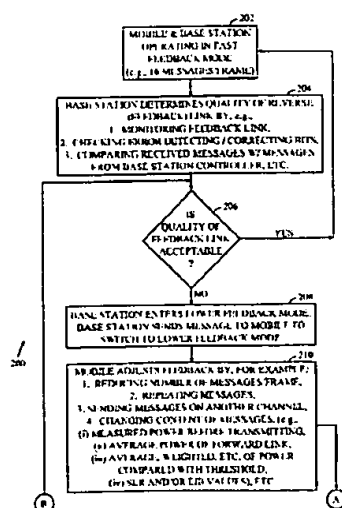 202
MOBILE & BASE STATION
OPERATING IN FAST
FEEDBACK MODE
(e.g., 16 MESSAGES/FRAME)
204
BASE STATION DETERMINES QUALITY OF REVERSE
(FEEDBACK) LINK BY, e.g.,
1. MONITORING FEEDBACK LINK,
2. CHECKING ERROR DETECTING / CORRECTING BITS,
3. COMPARING RECEIVED MESSAGES W/ MESSAGES
FROM BASE STATION CONTROLLER, ETC.
206
IS
QUALITY OF
FEEDBACK LINK
ACCEPTABLE
?
YES
NO
208
BASE STATION ENTERS LOWER FEEDBACK MODE.
BASE STATION SENDS MESSAGE TO MOBILE TO
SWITCH TO LOWER FEEDBACK MODE
200
210
MOBILE ADJUSTS FEEDBACK BY, FOR EXAMPLE:
1. REDUCING NUMBER OF MESSAGES/FRAME,
2. REPEATING MESSAGES,
3. SENDING MESSAGES ON ANOTHER CHANNEL,
4. CHANGING CONTENT OF MESSAGES, (e.g.,
(i) MEASURED POWER BEFORE TRANSMITTING,
(ii) AVERAGE POWER OF FORWARD LINK,
(iii) AVERAGE, WEIGHTED, ETC. OF POWER
COMPARED WITH THRESHOLD,
(iv) SER AND/OR VALUES), ETC
B
A